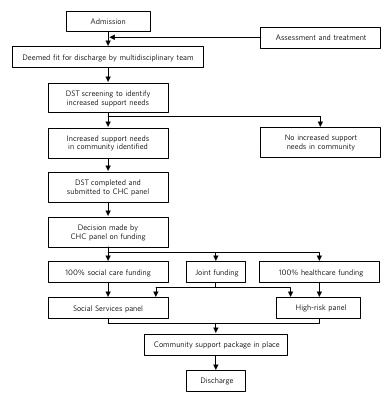 Admission
Assessment and treatment
Deemed fit for discharge by multidisciplinary team
DST screening to identify
increased support needs
Increased support needs
in community identified
No increased support
needs in community
DST completed and
submitted to CHC panel
Decision made by
CHC panel on funding
100% social care funding
Joint funding
100% healthcare funding
Social Services panel
High-risk panel
Community support package in place
Discharge